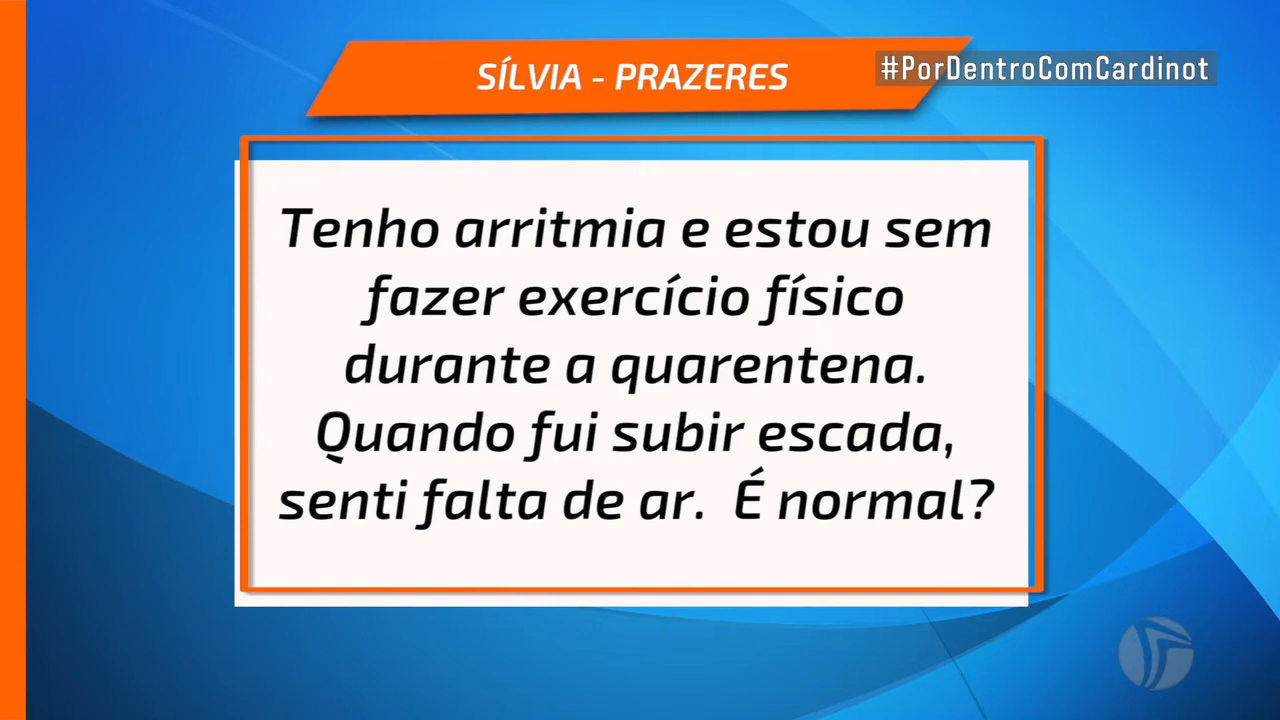 SÍLVIA - PRAZERES
#PorDentroComCardinot
Tenho arritmia e estou sem
fazer exercício físico
durante a quarentena.
Quando fui subir escada,
senti falta de ar. É normal?